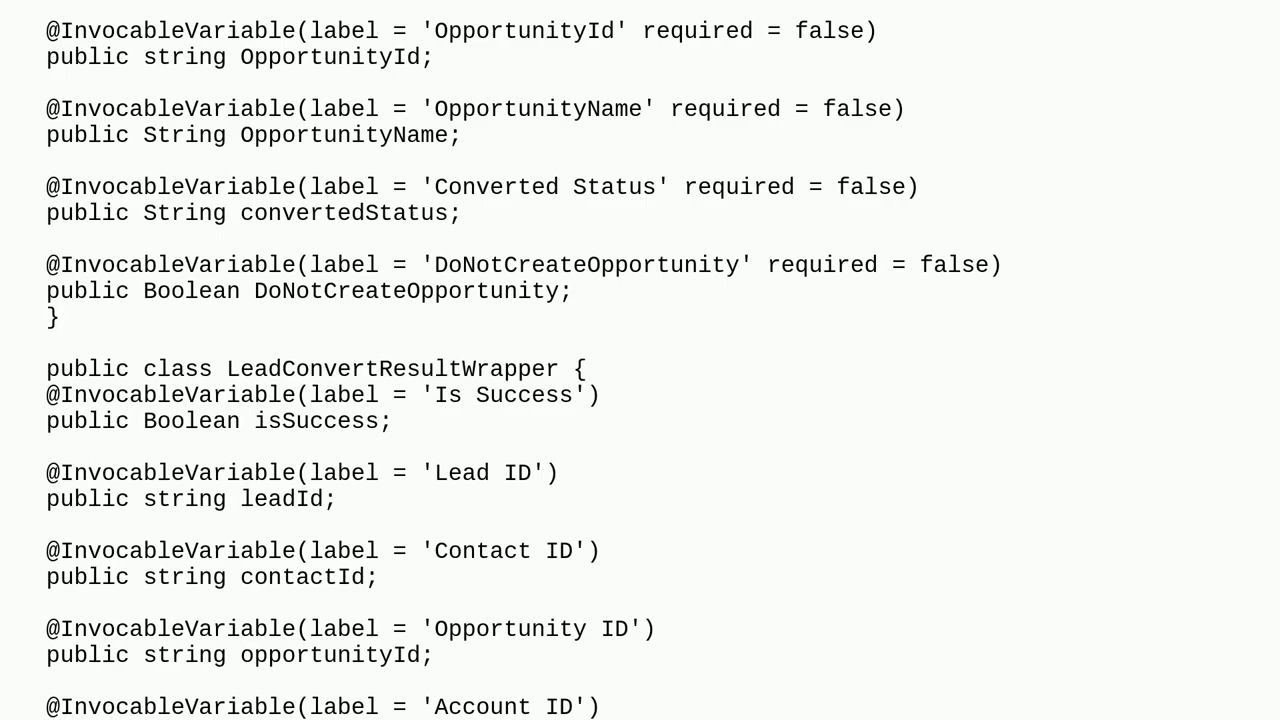 @InvocableVariable(label = 'OpportunityId' required = false)
public string OpportunityId;
@InvocableVariable(label = 'OpportunityName' required = false)
public String OpportunityName;
@InvocableVariable(label = 'Converted Status' required = false)
public String convertedStatus;
@InvocableVariable(label = 'DoNotCreateOpportunity' required = false)
public Boolean DoNotCreateOpportunity;
}
public class LeadConvertResultWrapper {
@InvocableVariable(label = 'Is Success')
public Boolean isSuccess;
@InvocableVariable(label = 'Lead ID')
public string leadId;
@InvocableVariable(label = 'Contact ID')
public string contactId;
@InvocableVariable(label = 'Opportunity ID')
public string opportunityId;
@InvocableVariable(label = 'Account ID')